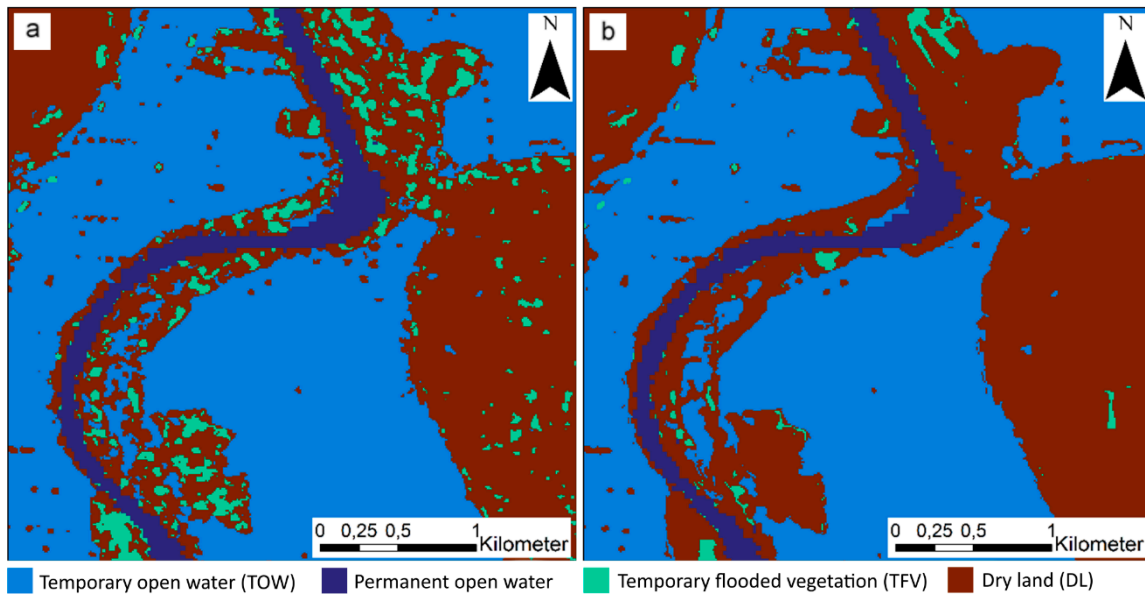 a
N
b
N
0 0,25 0,5 1
Kilometer
0 0,25 0,5 1
Kilometer
Temporary open water (TOW) Permanent open water Temporary flooded vegetation (TFV) Dry land (DL)